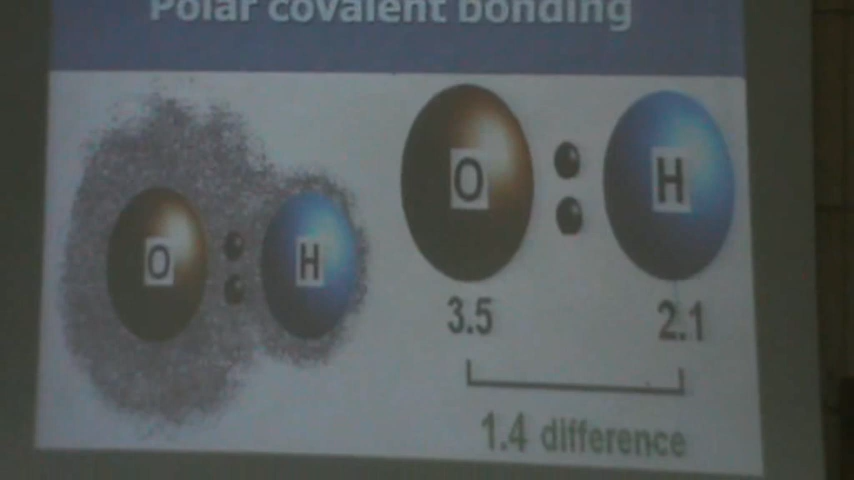 Polar covalent bonding
O H
O H
3.5 2.1
1.4 difference